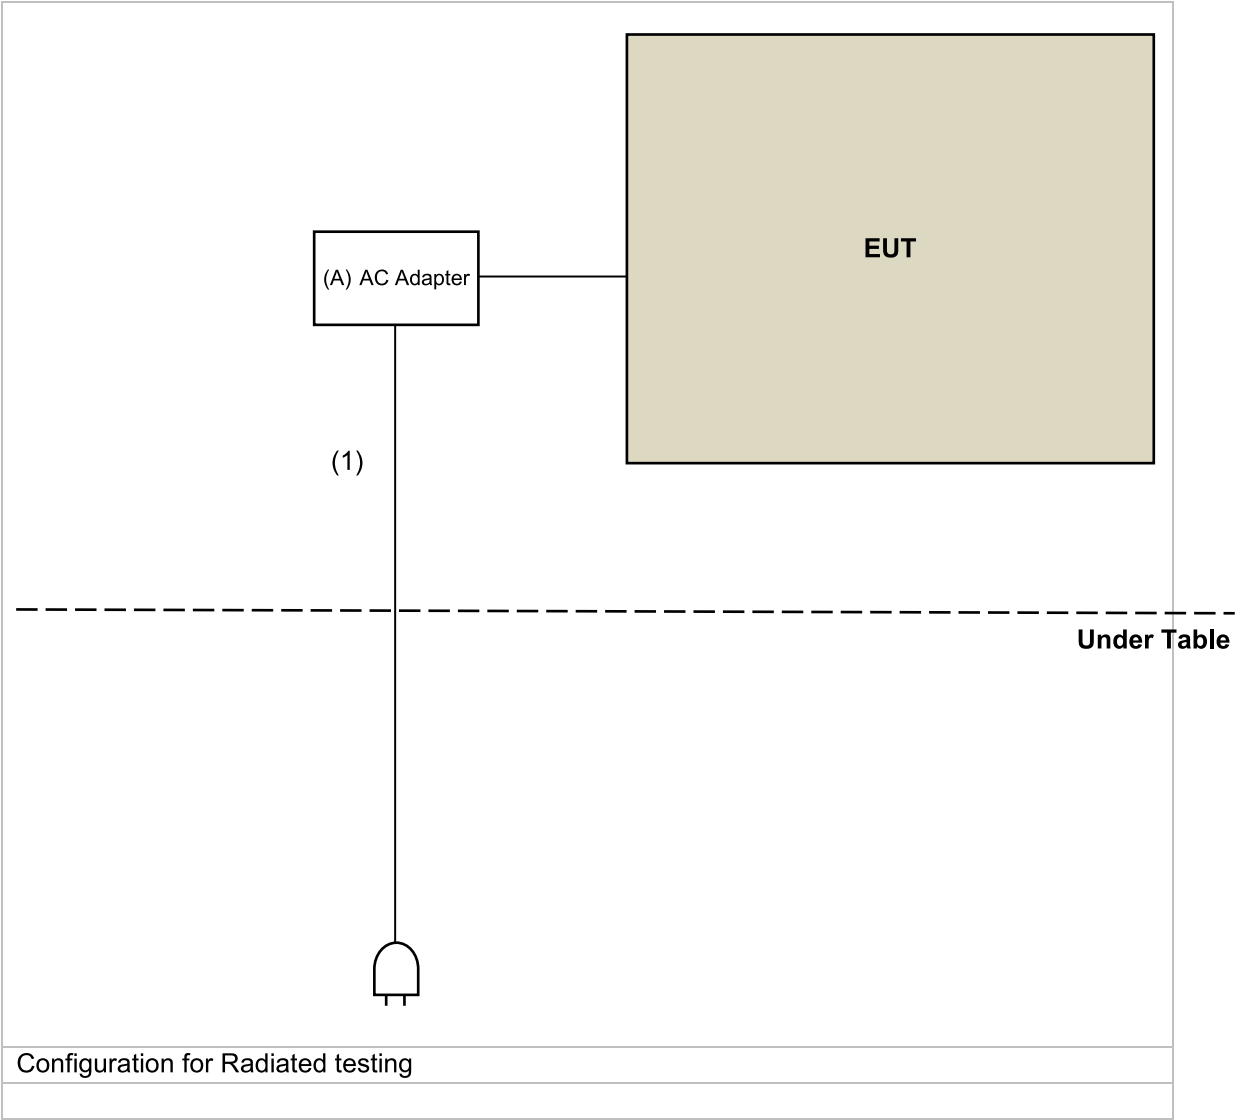 EUT
(A) AC Adapter
(1)
Under Table
Configuration for Radiated testing